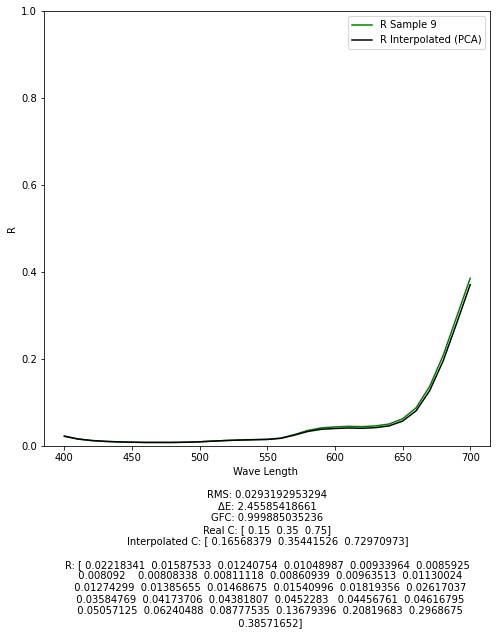 1.0
R Sample 9
R Interpolated (PCA)
0.8
0.6
R
0.4
0.2
0.0
400 450 500 550 600 650 700
Wave Length
RMS: 0.0293192953294
ΔE: 2.45585418661
GFC: 0.999885035236
Real C: [ 0.15 0.35 0.75]
Interpolated C: [ 0.16568379 0.35441526 0.72970973]
R: [ 0.02218341 0.01587533 0.01240754 0.01048987 0.00933964 0.0085925
0.008092 0.00808338 0.00811118 0.00860939 0.00963513 0.01130024
0.01274299 0.01385655 0.01468675 0.01540996 0.01819356 0.02617037
0.03584769 0.04173706 0.04381807 0.0452283 0.04456761 0.04616795
0.05057125 0.06240488 0.08777535 0.13679396 0.20819683 0.2968675
0.38571652]